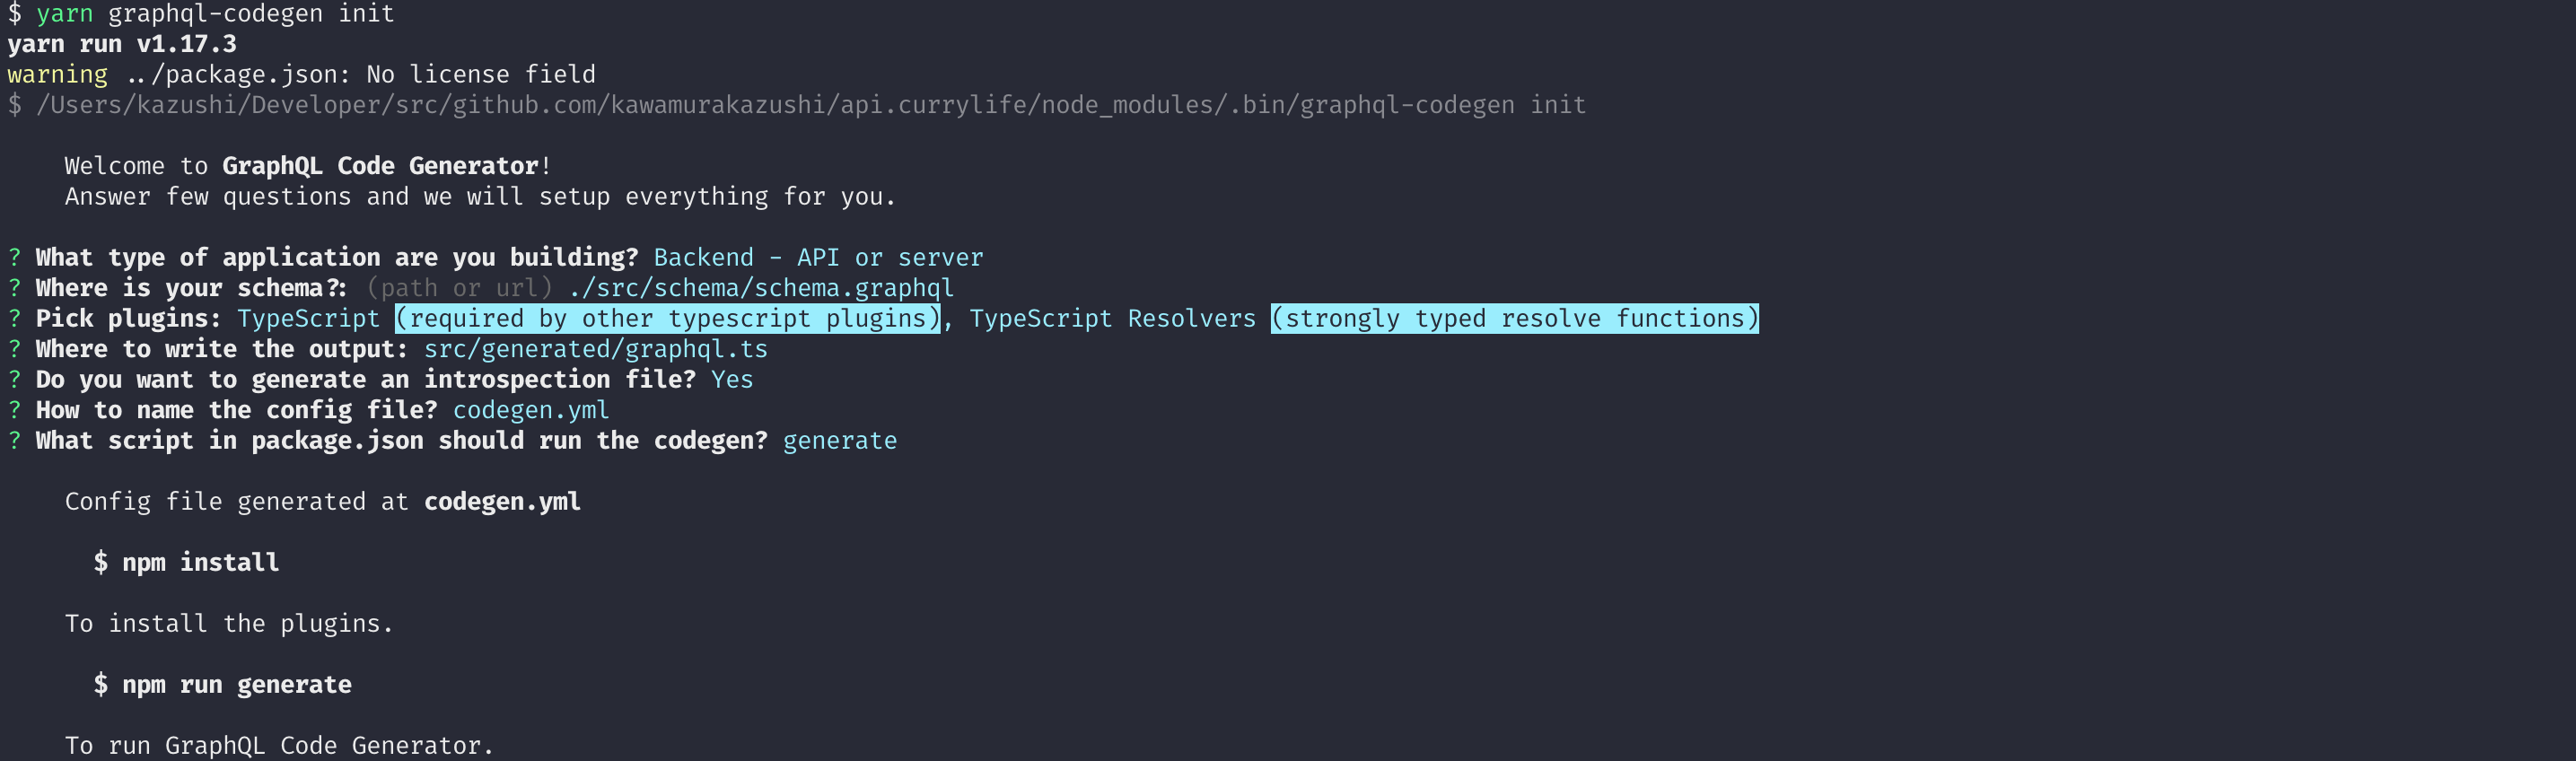 $ yarn graphql-codegen init
yarn run v1.17.3
warning ../package.json: No license field
$ /Users/kazushi/Developer/src/github.com/kawamurakazushi/api.currylife/node_modules/.bin/graphql-codegen init
Welcome to GraphQL Code Generator!
Answer few questions and we will setup everything for you.
? What type of application are you building? Backend - API or server
? Where is your schema?: (path or url) ./src/schema/schema.graphql
? Pick plugins: TypeScript (required by other typescript plugins), TypeScript Resolvers (strongly typed resolve functions)
? Where to write the output: src/generated/graphql.ts
? Do you want to generate an introspection file? Yes
? How to name the config file? codegen.yml
? What script in package.json should run the codegen? generate
Config file generated at codegen.yml
$ npm install
To install the plugins.
$ npm run generate
To run GraphQL Code Generator.